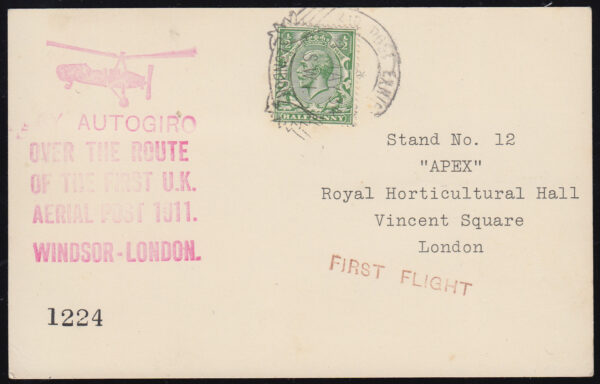 AUTOGIRO
OVER THE ROUTE
OF THE FIRST U.K.
AERIAL POST 1911.
WINDSOR-LONDON.
1224
HALFPENNY
Stand No. 12
"APEX"
Royal Horticultural Hall
Vincent Square
London
FIRST FLIGHT